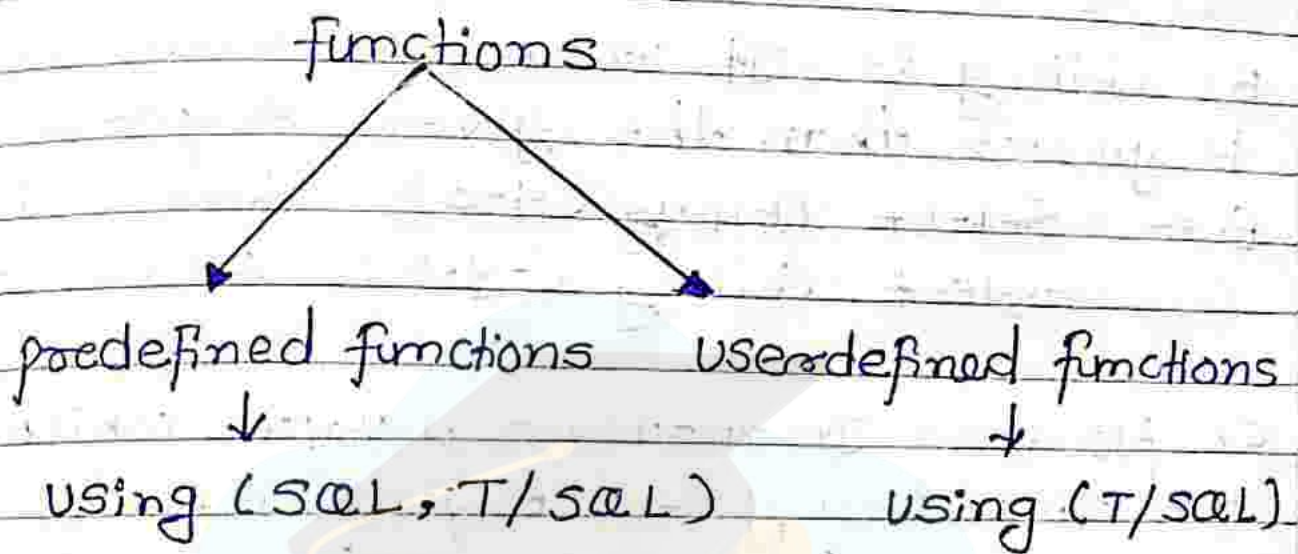 functions
predefined functions userdefined functions
↓ ↓
using (SQL, T/SQL) using (T/SQL)